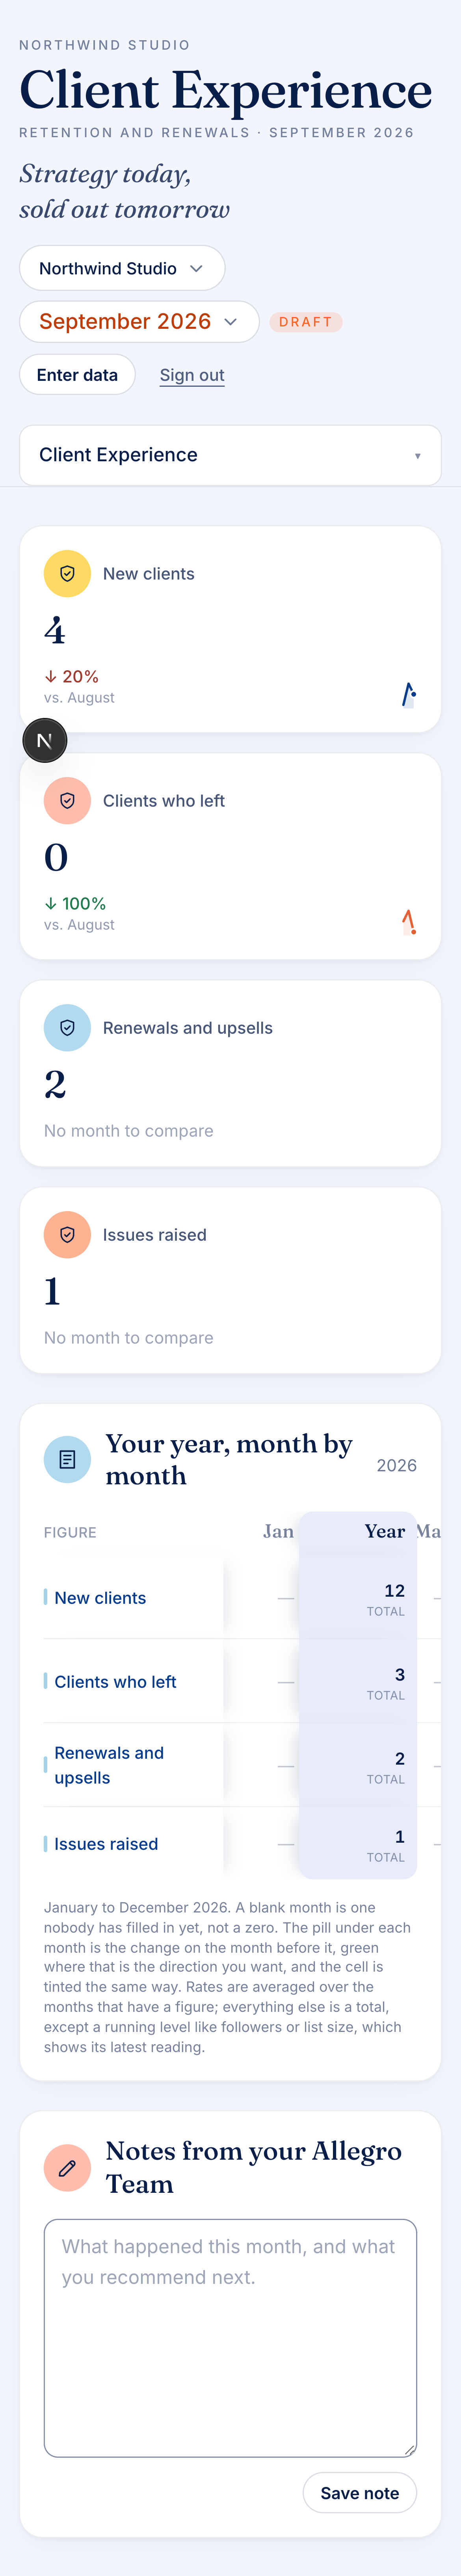 NORTHWIND STUDIO
Client Experience
RETENTION AND RENEWALS · SEPTEMBER 2026
Strategy today,
sold out tomorrow
Northwind Studio
September 2026
DRAFT
Enter data
Sign out
Client Experience
New clients
4
↓ 20%
vs. August
N
Clients who left
0
↓ 100%
vs. August
Renewals and upsells
2
No month to compare
Issues raised
1
No month to compare
Your year, month by
month
2026
FIGURE Jan Year Ma
New clients — 12 —
TOTAL
Clients who left — 3 —
TOTAL
Renewals and
upsells — 2 —
TOTAL
Issues raised — 1 —
TOTAL
January to December 2026. A blank month is one
nobody has filled in yet, not a zero. The pill under each
month is the change on the month before it, green
where that is the direction you want, and the cell is
tinted the same way. Rates are averaged over the
months that have a figure; everything else is a total,
except a running level like followers or list size, which
shows its latest reading.
Notes from your Allegro
Team
What happened this month, and what
you recommend next.
Save note